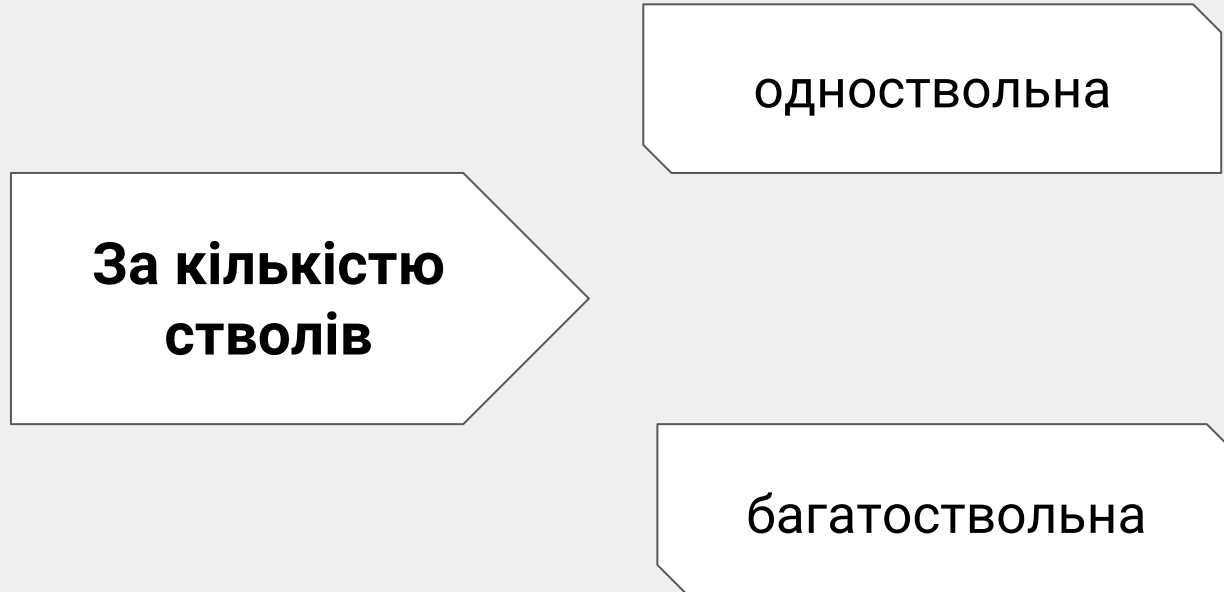 одноствольна
За кількістю
стволів
багатоствольна